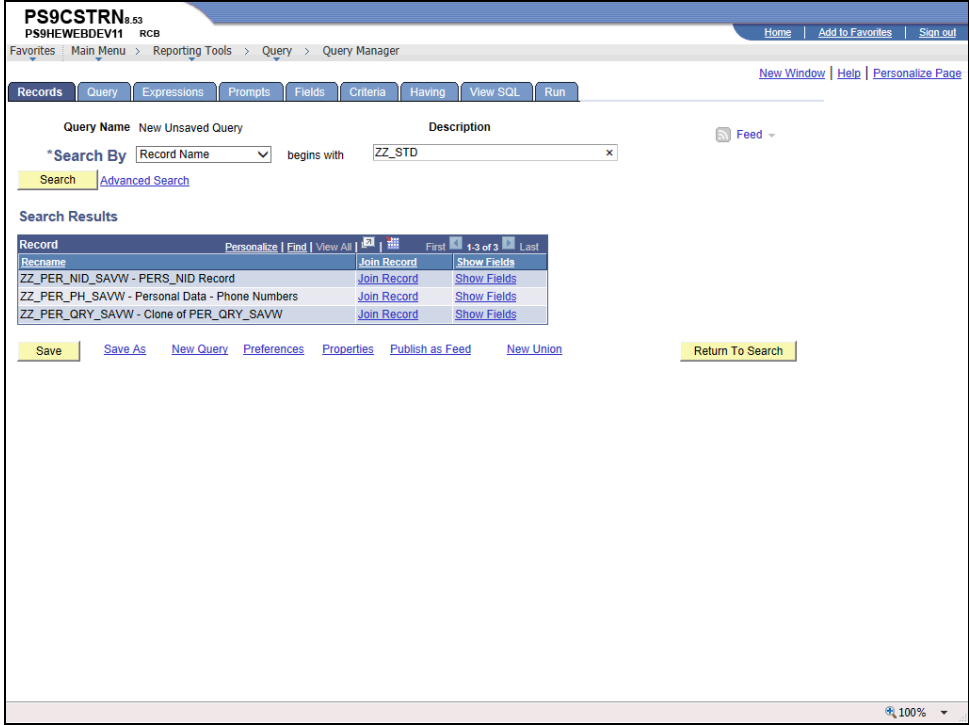 PS9CSTRN8.53
PS9HEWEBDEV11 RCB
Home | Add to Favorites | Sign out
Favorites Main Menu > Reporting Tools > Query > Query Manager
New Window | Help | Personalize Page
Records Query Expressions Prompts Fields Criteria Having View SQL Run
Query Name New Unsaved Query Description
Feed
*Search By Record Name begins with ZZ_STD ×
Search Advanced Search
Search Results
Record Personalize | Find | View All | | First 1-3 of 3 Last
Recname Join Record Show Fields
ZZ_PER_NID_SAVW - PERS_NID Record Join Record Show Fields
ZZ_PER_PH_SAVW - Personal Data - Phone Numbers Join Record Show Fields
ZZ_PER_QRY_SAVW - Clone of PER_QRY_SAVW Join Record Show Fields
Save Save As New Query Preferences Properties Publish as Feed New Union Return To Search
100%